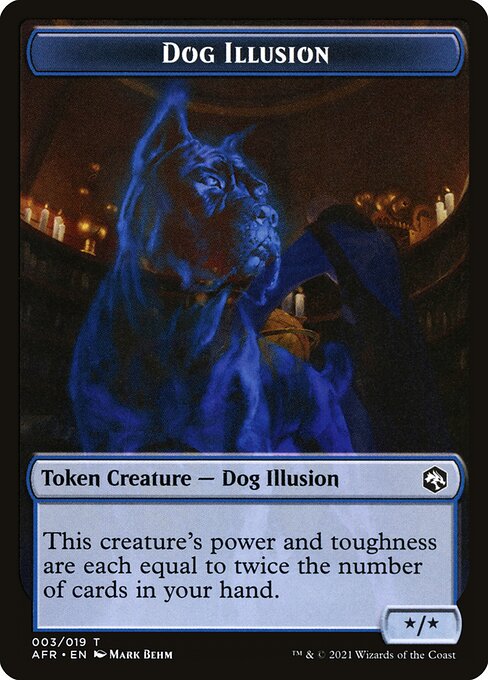 Dog Illusion
Token Creature — Dog Illusion
This creature's power and toughness
are each equal to twice the number
of cards in your hand.
★/★
003/019 T
AFR • EN Mark Behm
™ & © 2021 Wizards of the Coast